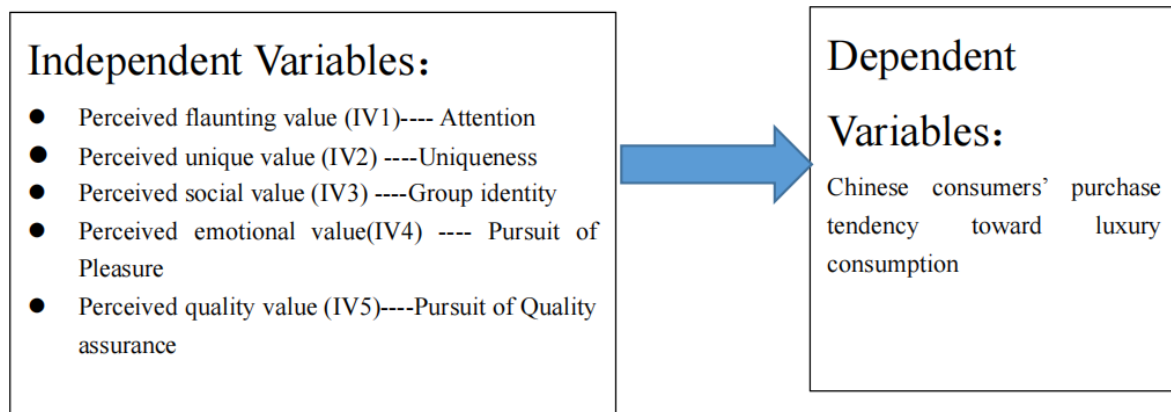 Independent Variables：
● Perceived flaunting value (IV1)---- Attention
● Perceived unique value (IV2) ----Uniqueness
● Perceived social value (IV3) ----Group identity
● Perceived emotional value(IV4) ---- Pursuit of
Pleasure
● Perceived quality value (IV5)----Pursuit of Quality
assurance
Dependent
Variables：
Chinese consumers’ purchase
tendency toward luxury
consumption